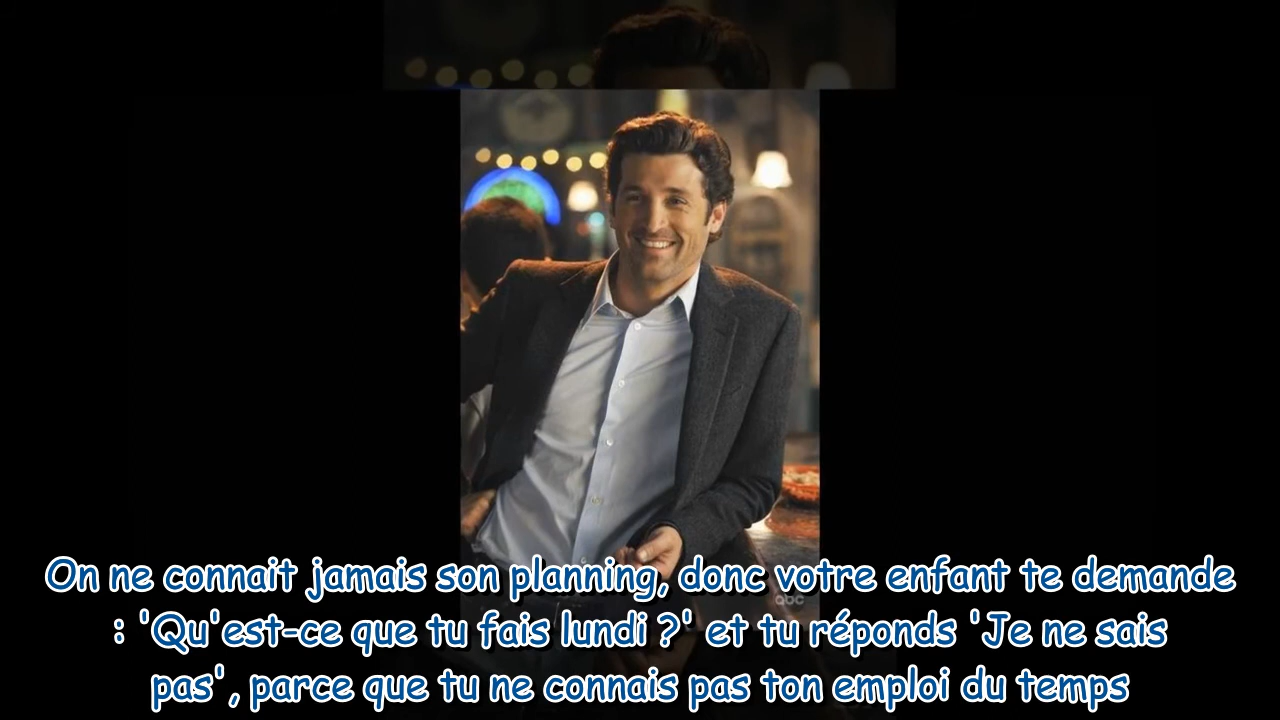 On ne connait jamais son planning, donc votre enfant te demande
abc
: 'Qu'est-ce que tu fais lundi ?' et tu réponds 'Je ne sais
pas', parce que tu ne connais pas ton emploi du temps